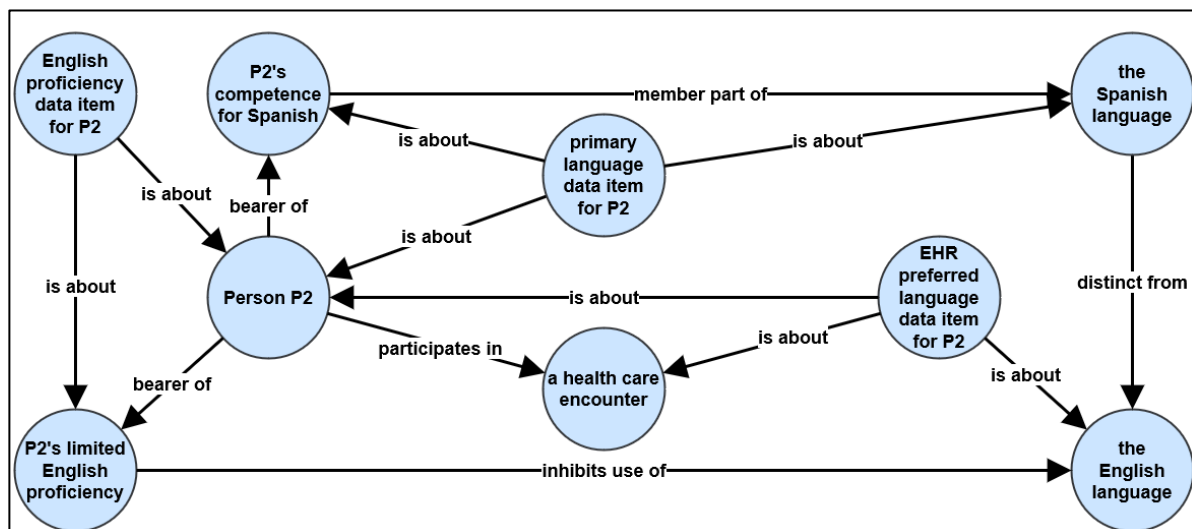 English
proficiency
data item
for P2
P2's
competence
for Spanish
member part of
the
Spanish
language
is about
primary
language
data item
for P2
is about
is about
bearer of
is about
EHR
preferred
language
data item
for P2
is about
Person P2
is about
distinct from
participates in
is about
a health care
encounter
is about
bearer of
P2's limited
English
proficiency
inhibits use of
the
English
language